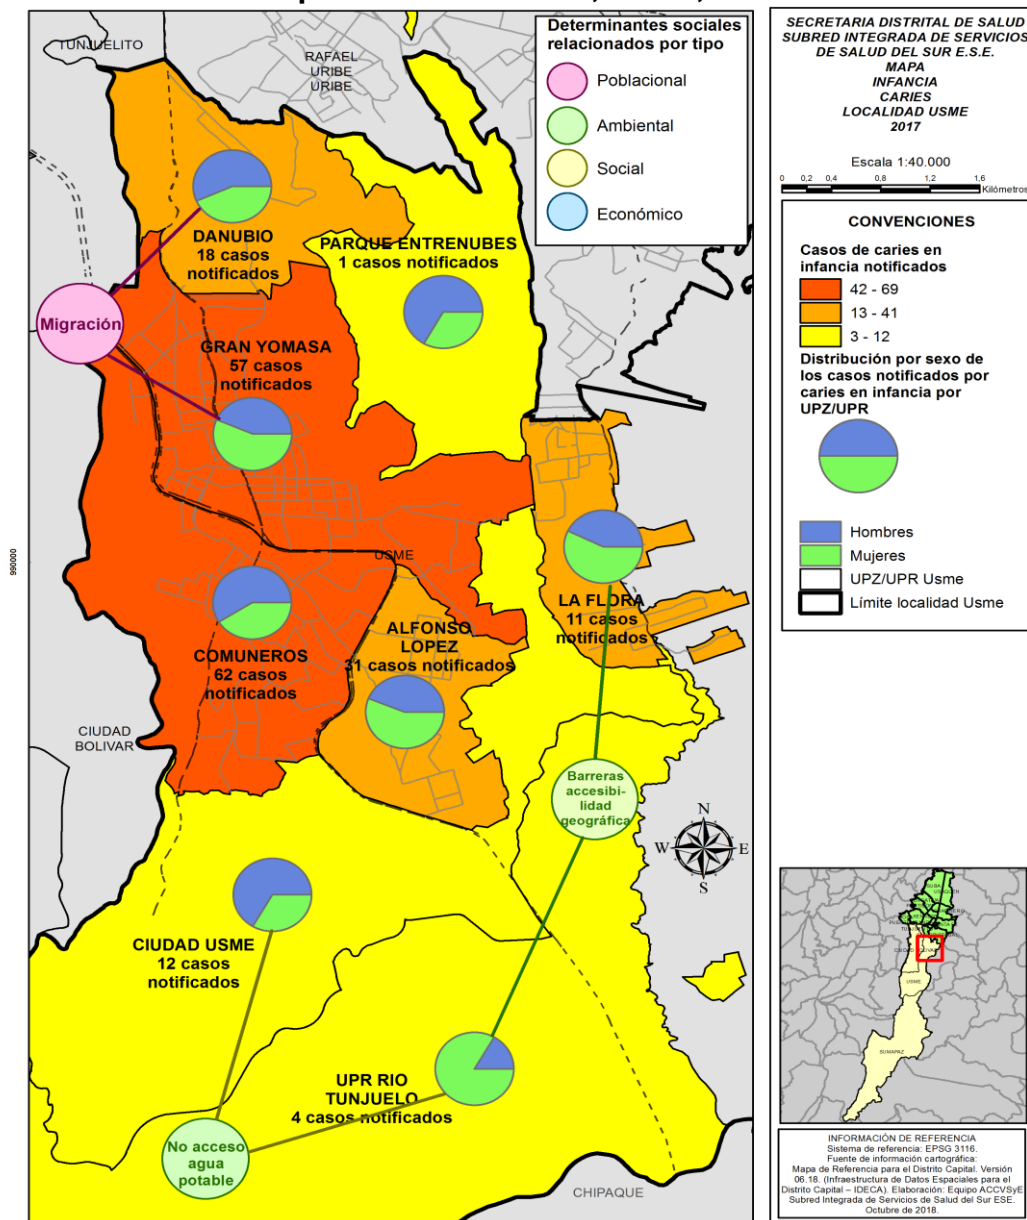 TUNJUELITO
RAFAEL
URIBE
URIBE
Determinantes sociales
relacionados por tipo
Poblacional
Ambiental
Social
Económico
DANUBIO
18 casos
notificados
PARQUE ENTRENUBES
1 casos notificados
Migración
GRAN YOMASA
57 casos
notificados
990000
USME
LA FLORA
11 casos
notificados
ALFONSO
LOPEZ
31 casos notificados
COMUNEROS
62 casos
notificados
CIUDAD
BOLIVAR
Barreras
accesibi-
lidad
geográfica
N
W E
S
CIUDAD USME
12 casos
notificados
UPR RIO
TUNJUELO
4 casos notificados
No acceso
agua
potable
CHIPAQUE
SECRETARIA DISTRITAL DE SALUD
SUBRED INTEGRADA DE SERVICIOS
DE SALUD DEL SUR E.S.E.
MAPA
INFANCIA
CARIES
LOCALIDAD USME
2017
Escala 1:40.000
0 0,2 0,4 0,8 1,2 1,6
Kilómetros
CONVENCIONES
Casos de caries en
infancia notificados
42 - 69
13 - 41
3 - 12
Distribución por sexo de
los casos notificados por
caries en infancia por
UPZ/UPR
Hombres
Mujeres
UPZ/UPR Usme
Límite localidad Usme
SUBA
USME
SUMAPAZ
INFORMACIÓN DE REFERENCIA
Sistema de referencia: EPSG 3116.
Fuente de información cartográfica:
Mapa de Referencia para el Distrito Capital. Versión
06.18. (Infraestructura de Datos Espaciales para el
Distrito Capital – IDECA). Elaboración: Equipo ACCVSyE
Subred Integrada de Servicios de Salud del Sur ESE.
Octubre de 2018.